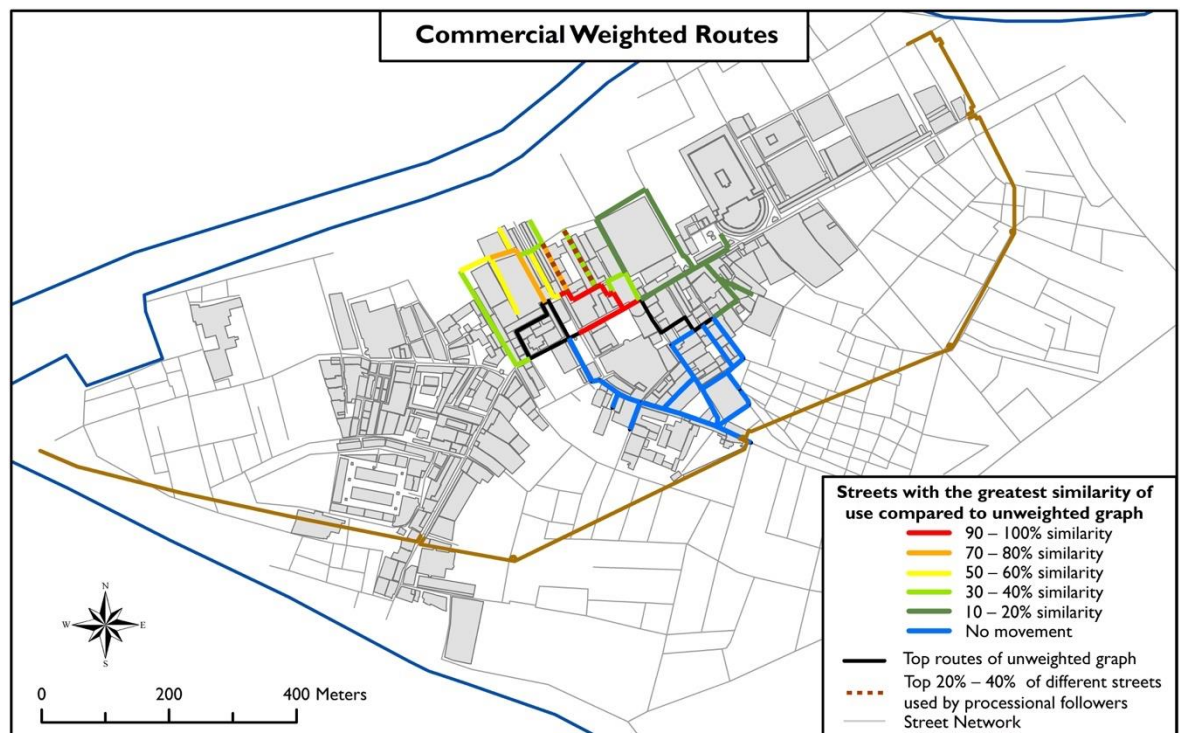 Commercial Weighted Routes
Streets with the greatest similarity of
use compared to unweighted graph
90 – 100% similarity
70 – 80% similarity
50 – 60% similarity
30 – 40% similarity
10 – 20% similarity
No movement
Top routes of unweighted graph
Top 20% – 40% of different streets
used by processional followers
Street Network
N
W E
S
0 200 400 Meters